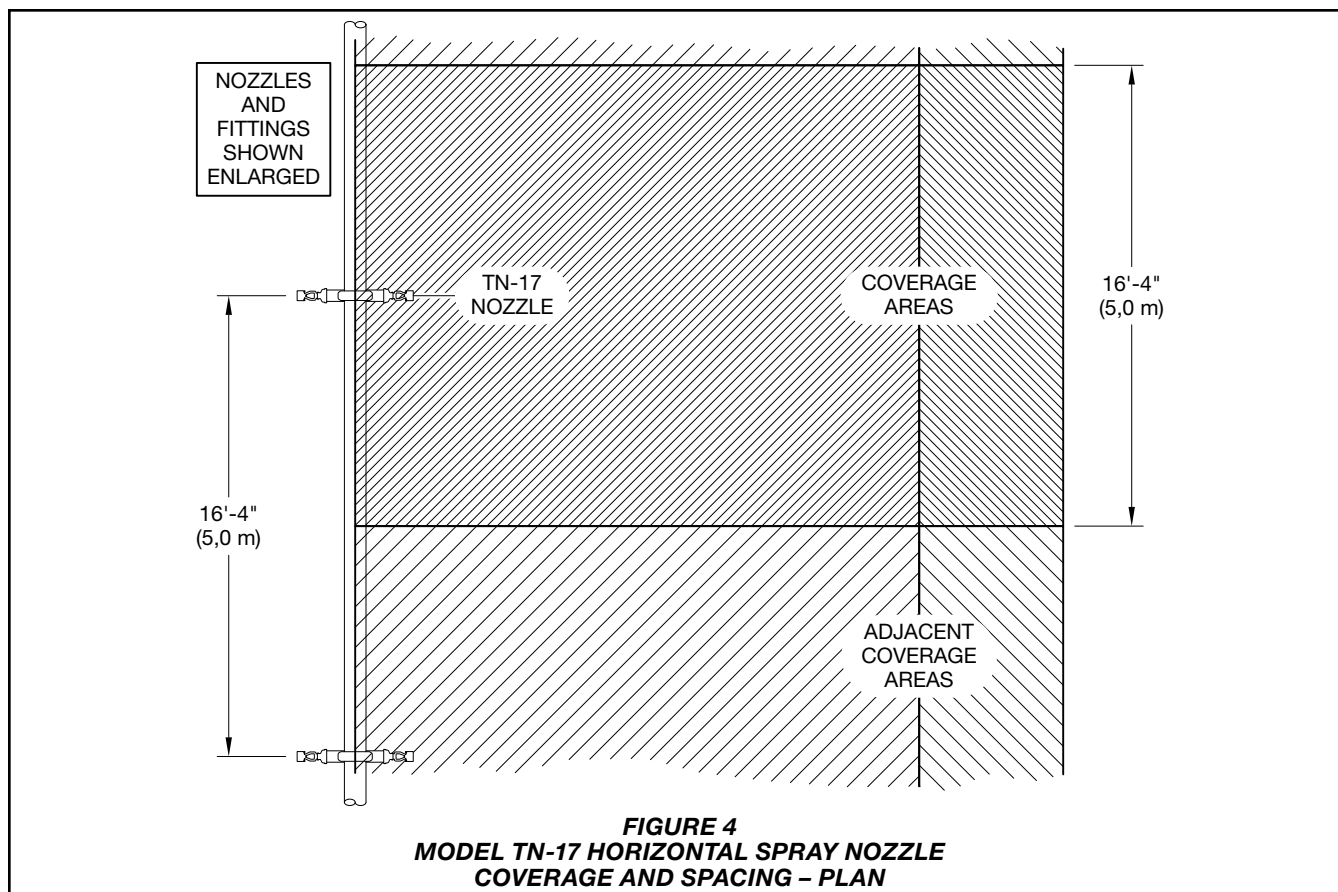 NOZZLES
AND
FITTINGS
SHOWN
ENLARGED
TN-17
NOZZLE
COVERAGE
AREAS
16'-4"
(5,0 m)
16'-4"
(5,0 m)
ADJACENT
COVERAGE
AREAS
FIGURE 4
MODEL TN-17 HORIZONTAL SPRAY NOZZLE
COVERAGE AND SPACING – PLAN